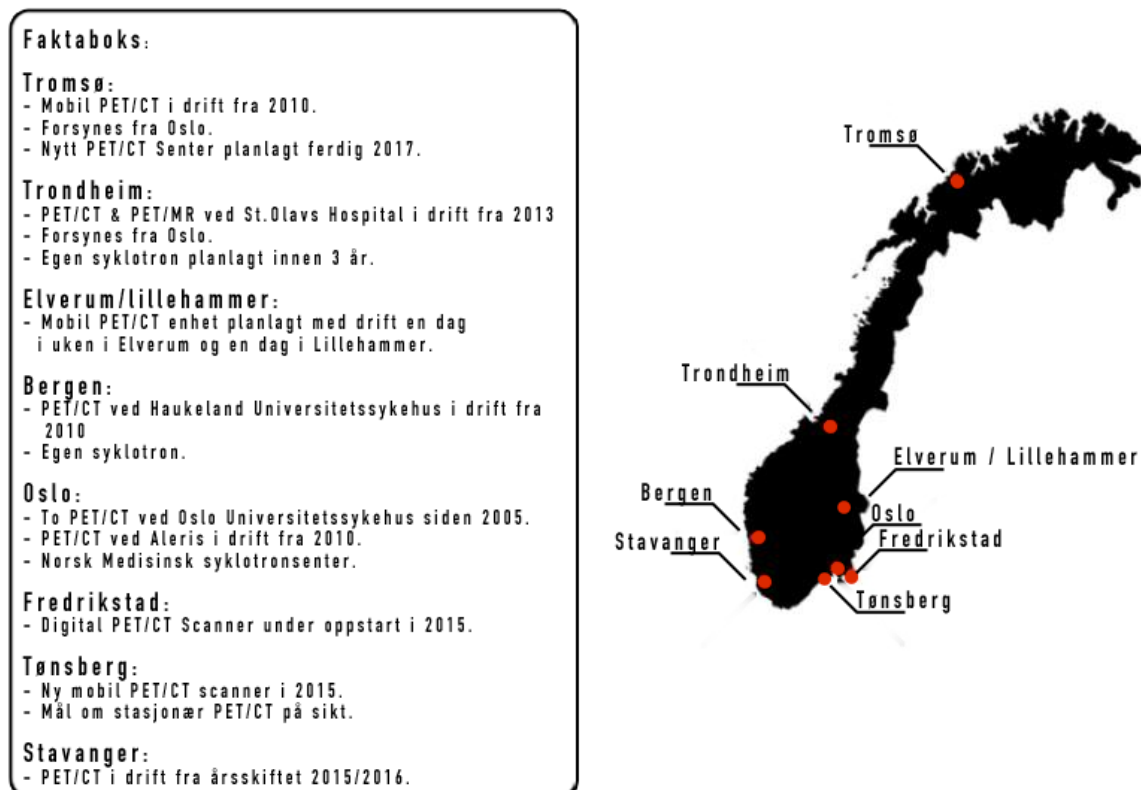 Faktaboks:
Tromsø:
- Mobil PET/CT i drift fra 2010.
- Forsynes fra Oslo.
- Nytt PET/CT Senter planlagt ferdig 2017.
Trondheim:
- PET/CT & PET/MR ved St.Olavs Hospital i drift fra 2013
- Forsynes fra Oslo.
- Egen syklotron planlagt innen 3 år.
Elverum/lillehammer:
- Mobil PET/CT enhet planlagt med drift en dag
i uken i Elverum og en dag i Lillehammer.
Bergen:
- PET/CT ved Haukeland Universitetssykehus i drift fra
2010
- Egen syklotron.
Oslo:
- To PET/CT ved Oslo Universitetssykehus siden 2005.
- PET/CT ved Aleris i drift fra 2010.
- Norsk Medisinsk syklotronsenter.
Fredrikstad:
- Digital PET/CT Scanner under oppstart i 2015.
Tønsberg:
- Ny mobil PET/CT scanner i 2015.
- Mål om stasjonær PET/CT på sikt.
Stavanger:
- PET/CT i drift fra årsskiftet 2015/2016.
Tromsø
Trondheim
Elverum / Lillehammer
Bergen
Oslo
Stavanger
Fredrikstad
Tønsberg